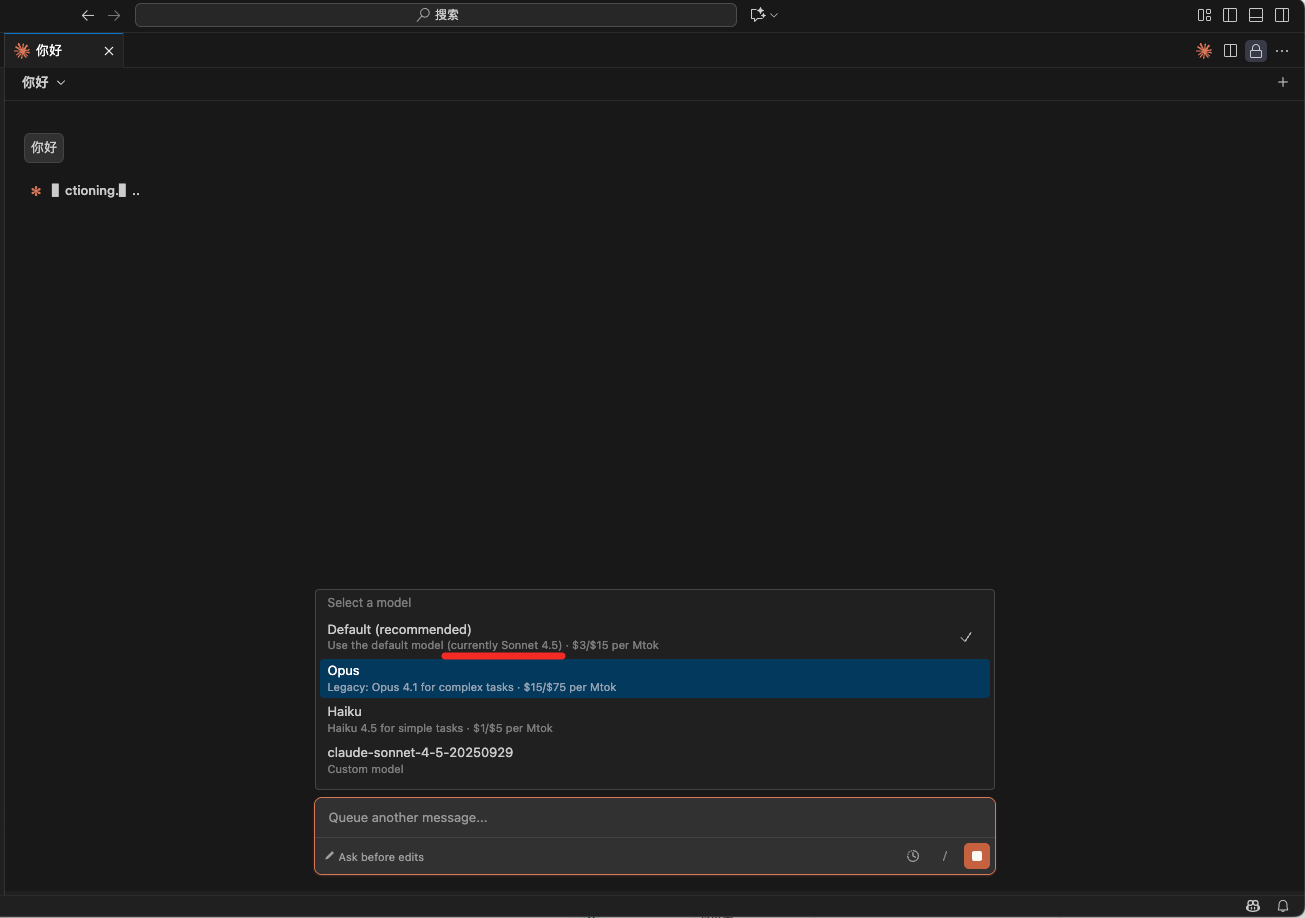 搜索
你好
你好
你好
ctioning. ..
Select a model
Default (recommended)
Use the default model (currently Sonnet 4.5) · $3/$15 per Mtok
Opus
Legacy: Opus 4.1 for complex tasks · $15/$75 per Mtok
Haiku
Haiku 4.5 for simple tasks · $1/$5 per Mtok
claude-sonnet-4-5-20250929
Custom model
Queue another message...
Ask before edits /